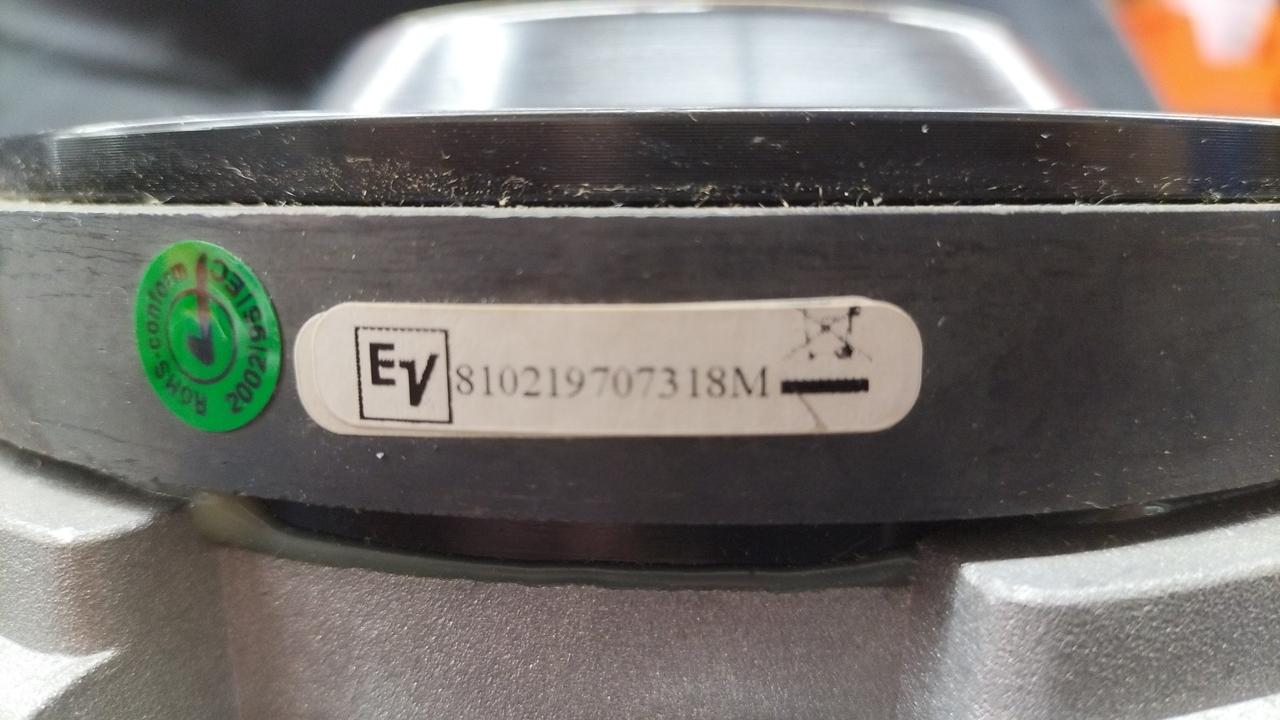 RoHS-conform
2002/95/EC
EV 810219707318M